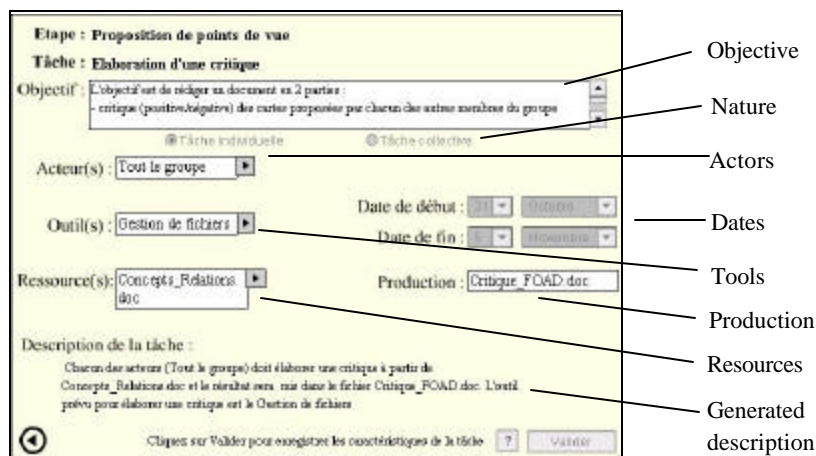 Etape : Proposition de points de vue
Tâche : Elaboration d'une critique
Objectif : L'objectif est de rédiger un document en 2 parties :
- critique (positive/négative) des cartes proposées par chacun des autres membres du groupe
Tâche individuelle Tâche collective
Acteur(s) : Tout le groupe
Date de début : 31 Octobre
Outil(s) : Gestion de fichiers
Date de fin : Novembre
Ressource(s): Concepts_Relations.
doc
Production : Critique_FOAD.doc
Description de la tâche :
Chacun des acteurs (Tout le groupe) doit élaborer une critique à partir de
Concepts_Relations.doc et le résultat sera mis dans le fichier Critique_FOAD.doc. L'outil
prévu pour élaborer une critique est le Gestion de fichiers
Cliquez sur Valider pour enregistrer les caractéristiques de la tâche ? Valider
Objective
Nature
Actors
Dates
Tools
Production
Resources
Generated
description